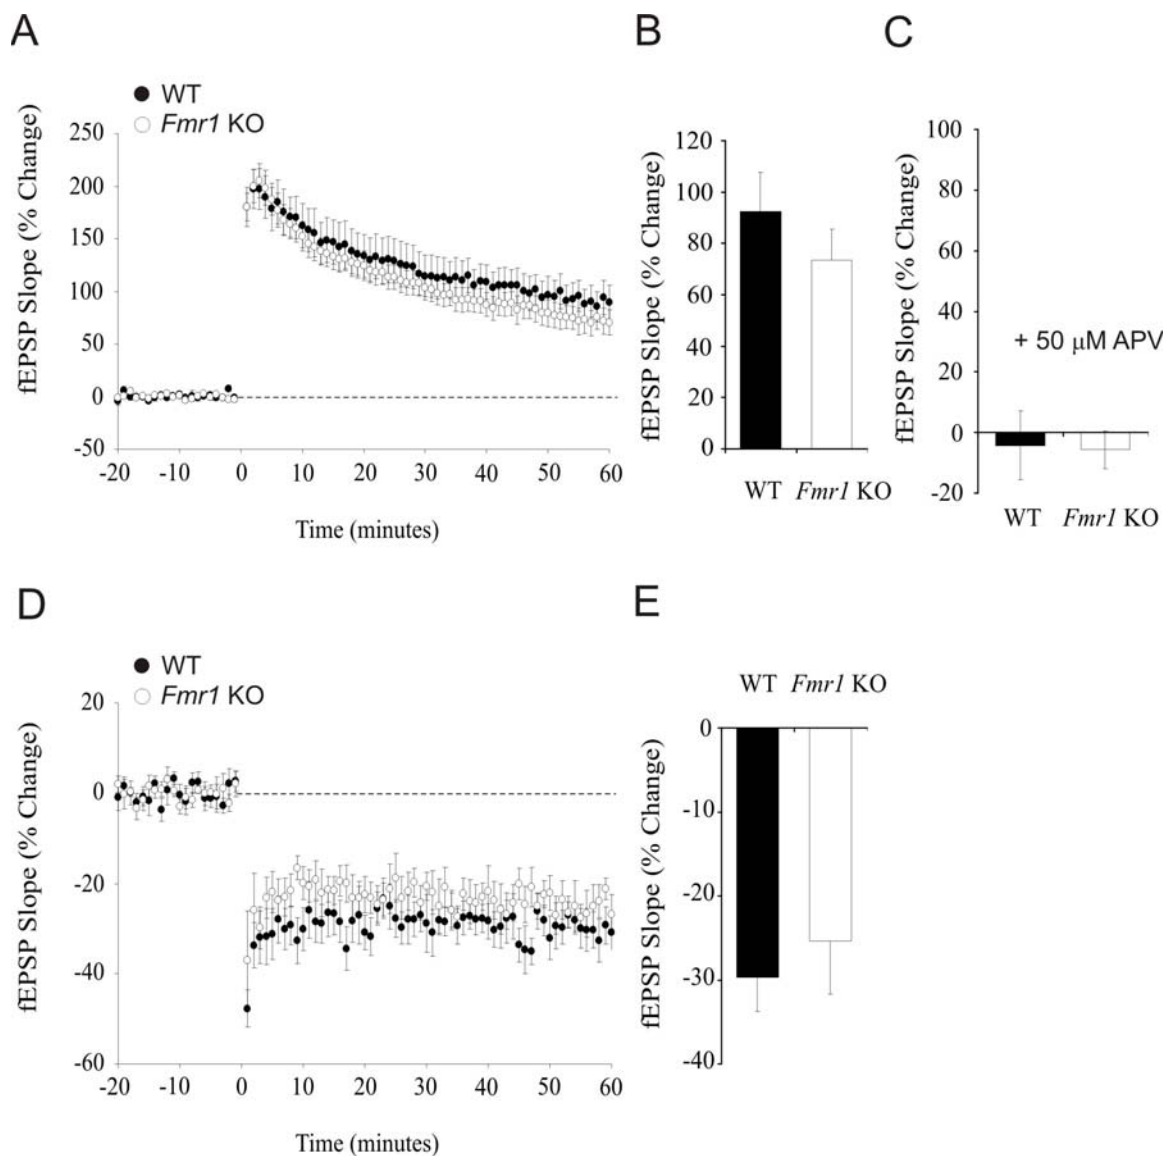 A
WT
Fmr1 KO
fEPSP Slope (% Change)
250
200
150
100
50
0
-50
-20
-10
0
10
20
30
40
50
60
Time (minutes)
B
fEPSP Slope (% Change)
120
100
80
60
40
20
0
WT
Fmr1 KO
C
fEPSP Slope (% Change)
100
80
60
40
20
0
-20
+ 50 μM APV
WT
Fmr1 KO
D
WT
Fmr1 KO
fEPSP Slope (% Change)
20
0
-20
-40
-60
-20
-10
0
10
20
30
40
50
60
Time (minutes)
E
WT
Fmr1 KO
fEPSP Slope (% Change)
0
-10
-20
-30
-40